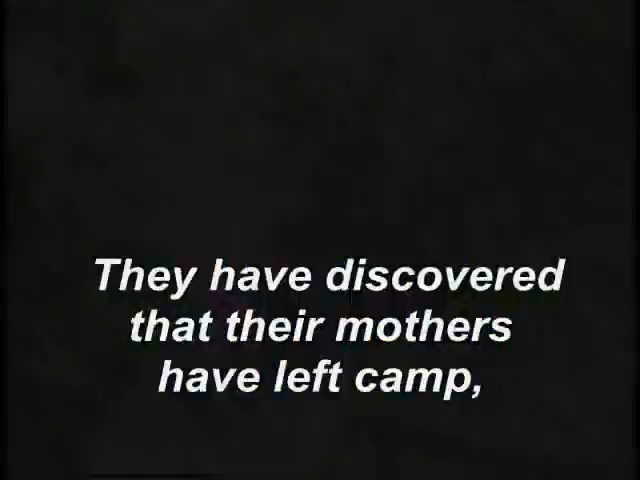 They have discovered
that their mothers
have left camp,